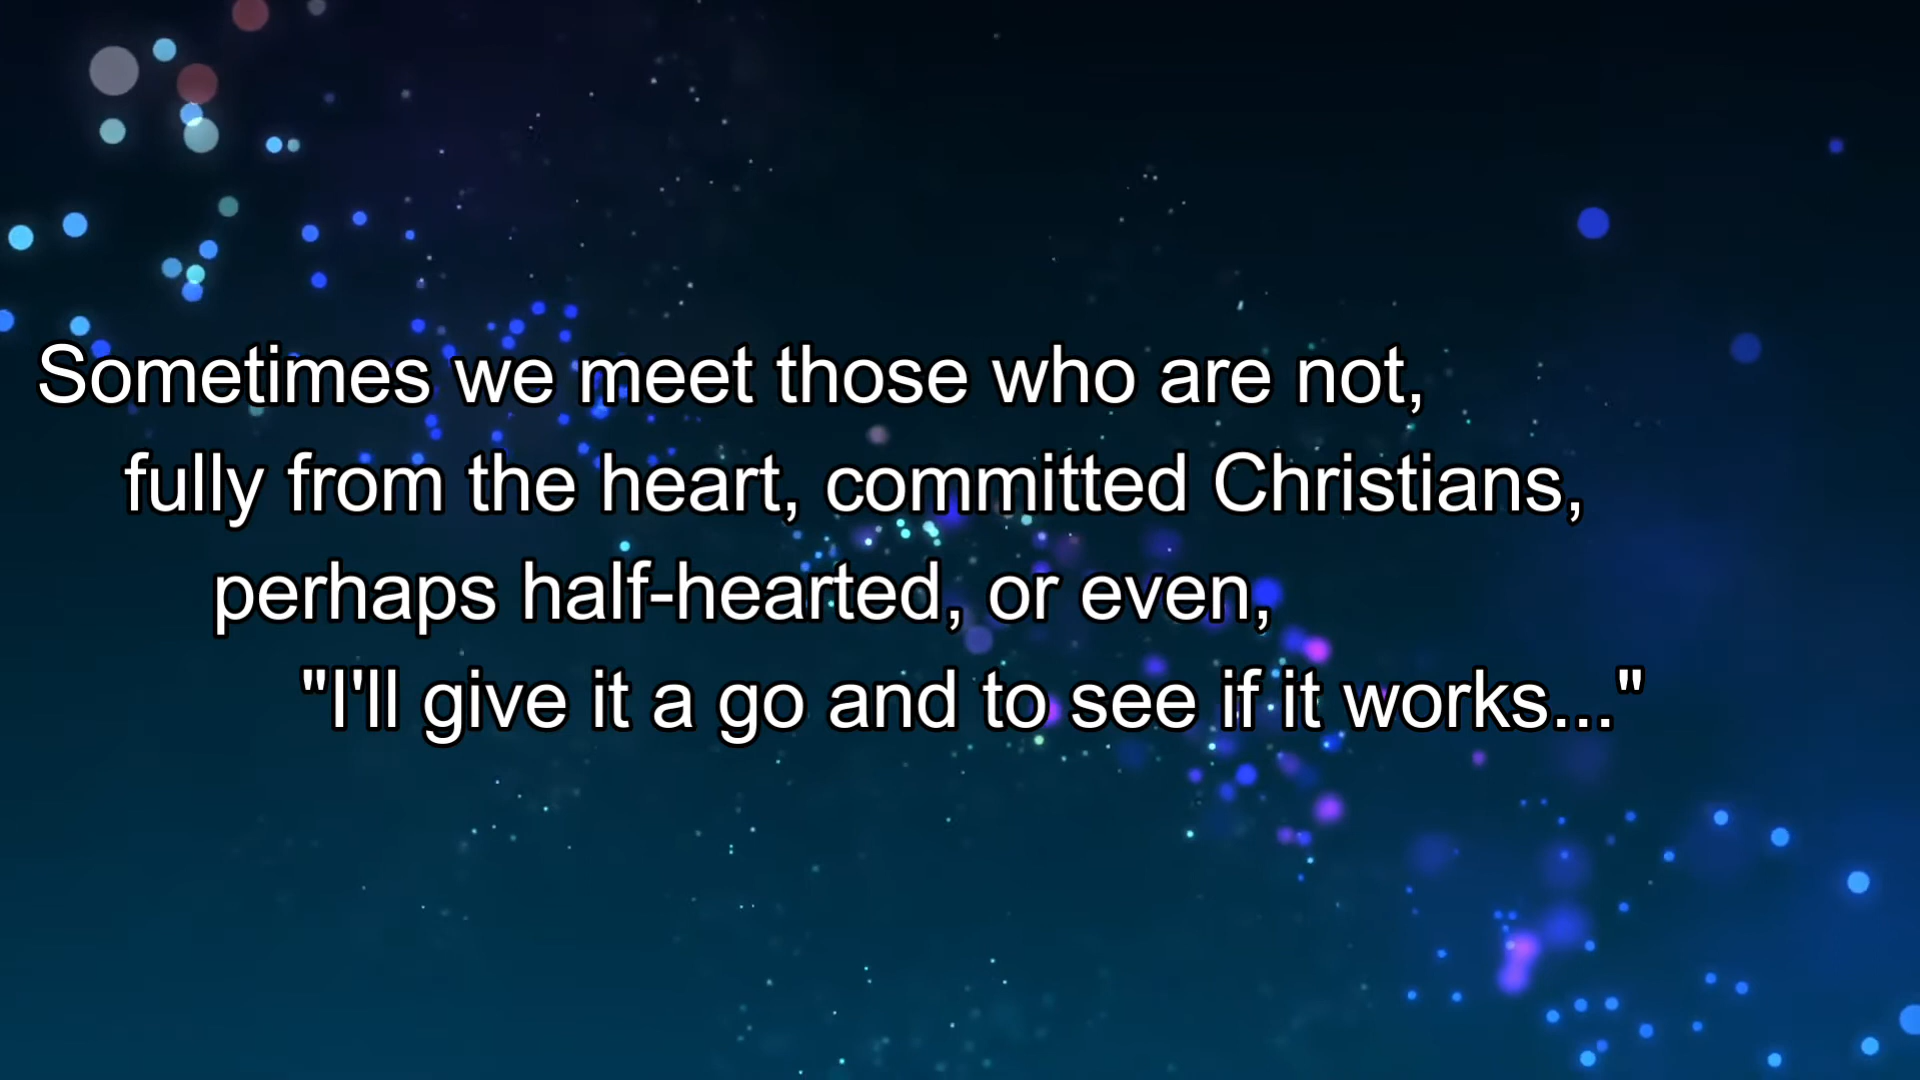 Sometimes we meet those who are not,
fully from the heart, committed Christians,
perhaps half-hearted, or even,
"I'll give it a go and to see if it works..."